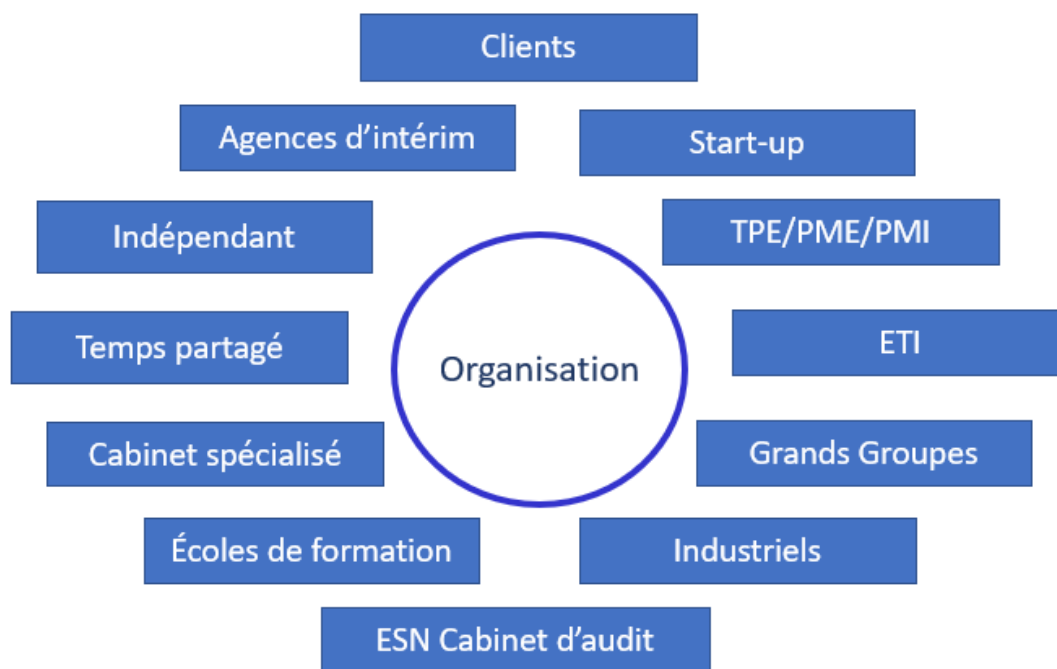 Clients
Agences d’intérim
Start-up
Indépendant
TPE/PME/PMI
Temps partagé
ETI
Organisation
Cabinet spécialisé
Grands Groupes
Écoles de formation
Industriels
ESN Cabinet d’audit